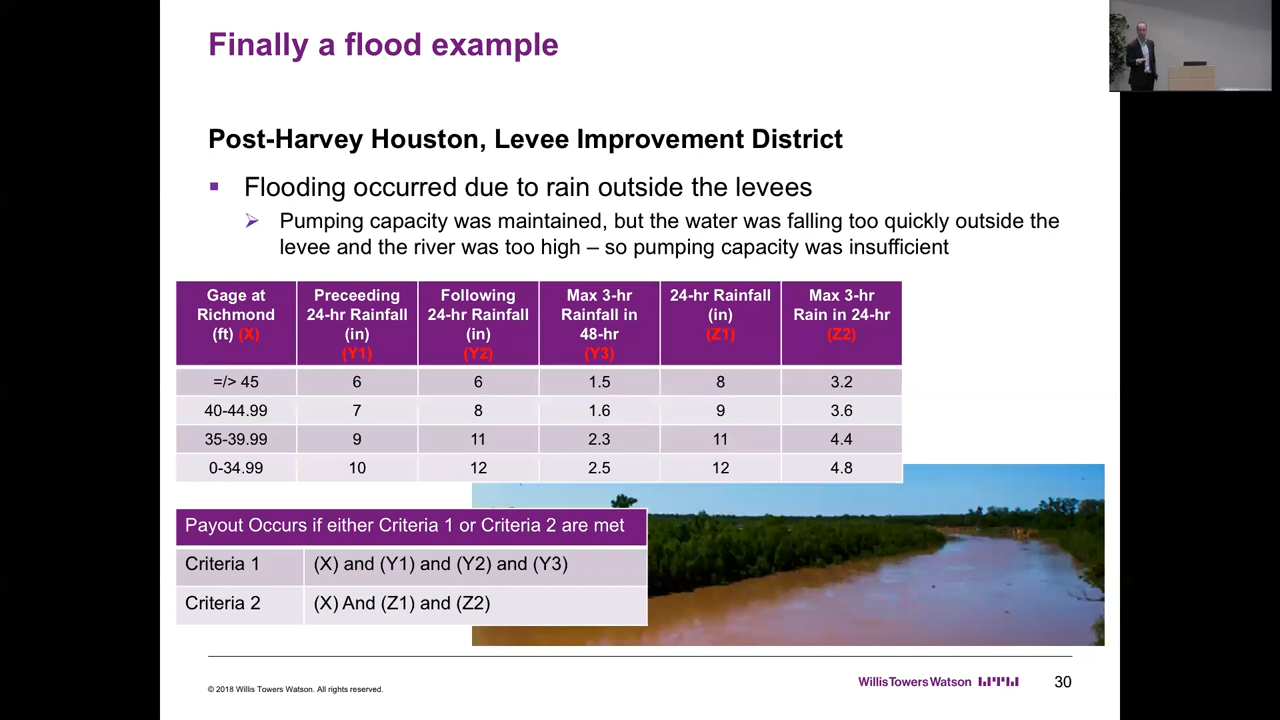 Finally a flood example
Post-Harvey Houston, Levee Improvement District
▪ Flooding occurred due to rain outside the levees
➢ Pumping capacity was maintained, but the water was falling too quickly outside the
levee and the river was too high – so pumping capacity was insufficient
Gage at Richmond (ft) (X) | Preceeding 24-hr Rainfall (in) (Y1) | Following 24-hr Rainfall (in) (Y2) | Max 3-hr Rainfall in 48-hr (Y3) | 24-hr Rainfall (in) (Z1) | Max 3-hr Rain in 24-hr (Z2)
=/> 45 | 6 | 6 | 1.5 | 8 | 3.2
40-44.99 | 7 | 8 | 1.6 | 9 | 3.6
35-39.99 | 9 | 11 | 2.3 | 11 | 4.4
0-34.99 | 10 | 12 | 2.5 | 12 | 4.8
Payout Occurs if either Criteria 1 or Criteria 2 are met
Criteria 1 | (X) and (Y1) and (Y2) and (Y3)
Criteria 2 | (X) And (Z1) and (Z2)
© 2018 Willis Towers Watson. All rights reserved.
WillisTowersWatson
30